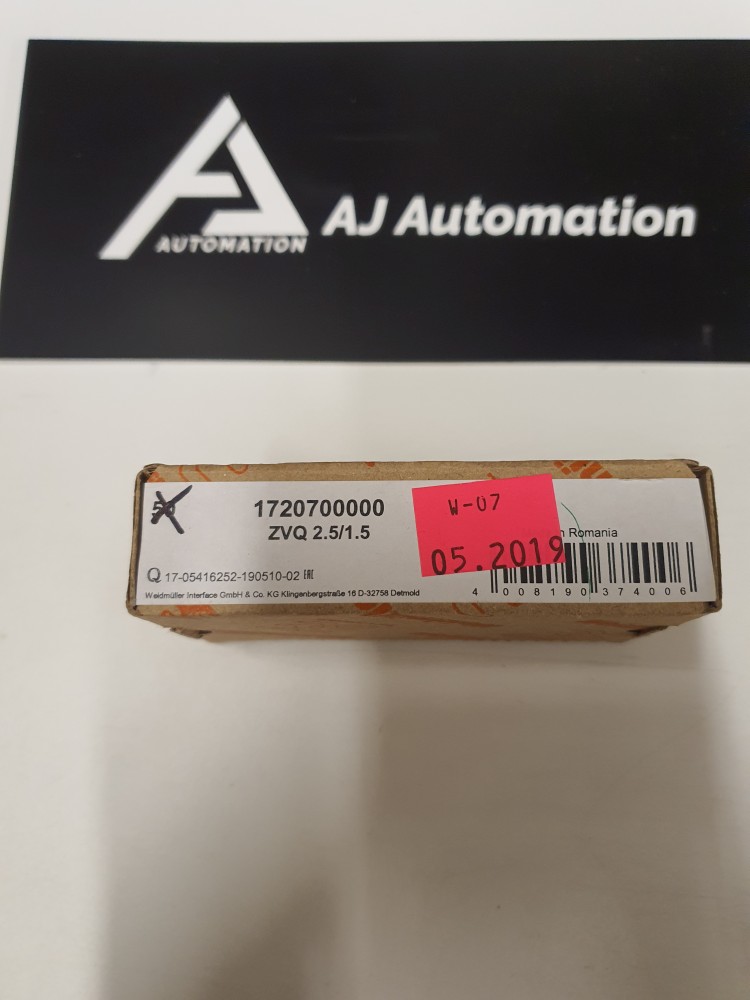 AUTOMATION
AJ Automation
50
1720700000
ZVQ 2.5/1.5
W-07
05.2019
n Romania
Q 17-05416252-190510-02 EAC
Weidmüller Interface GmbH & Co. KG Klingenbergstraße 16 D-32758 Detmold
4 008190 374006